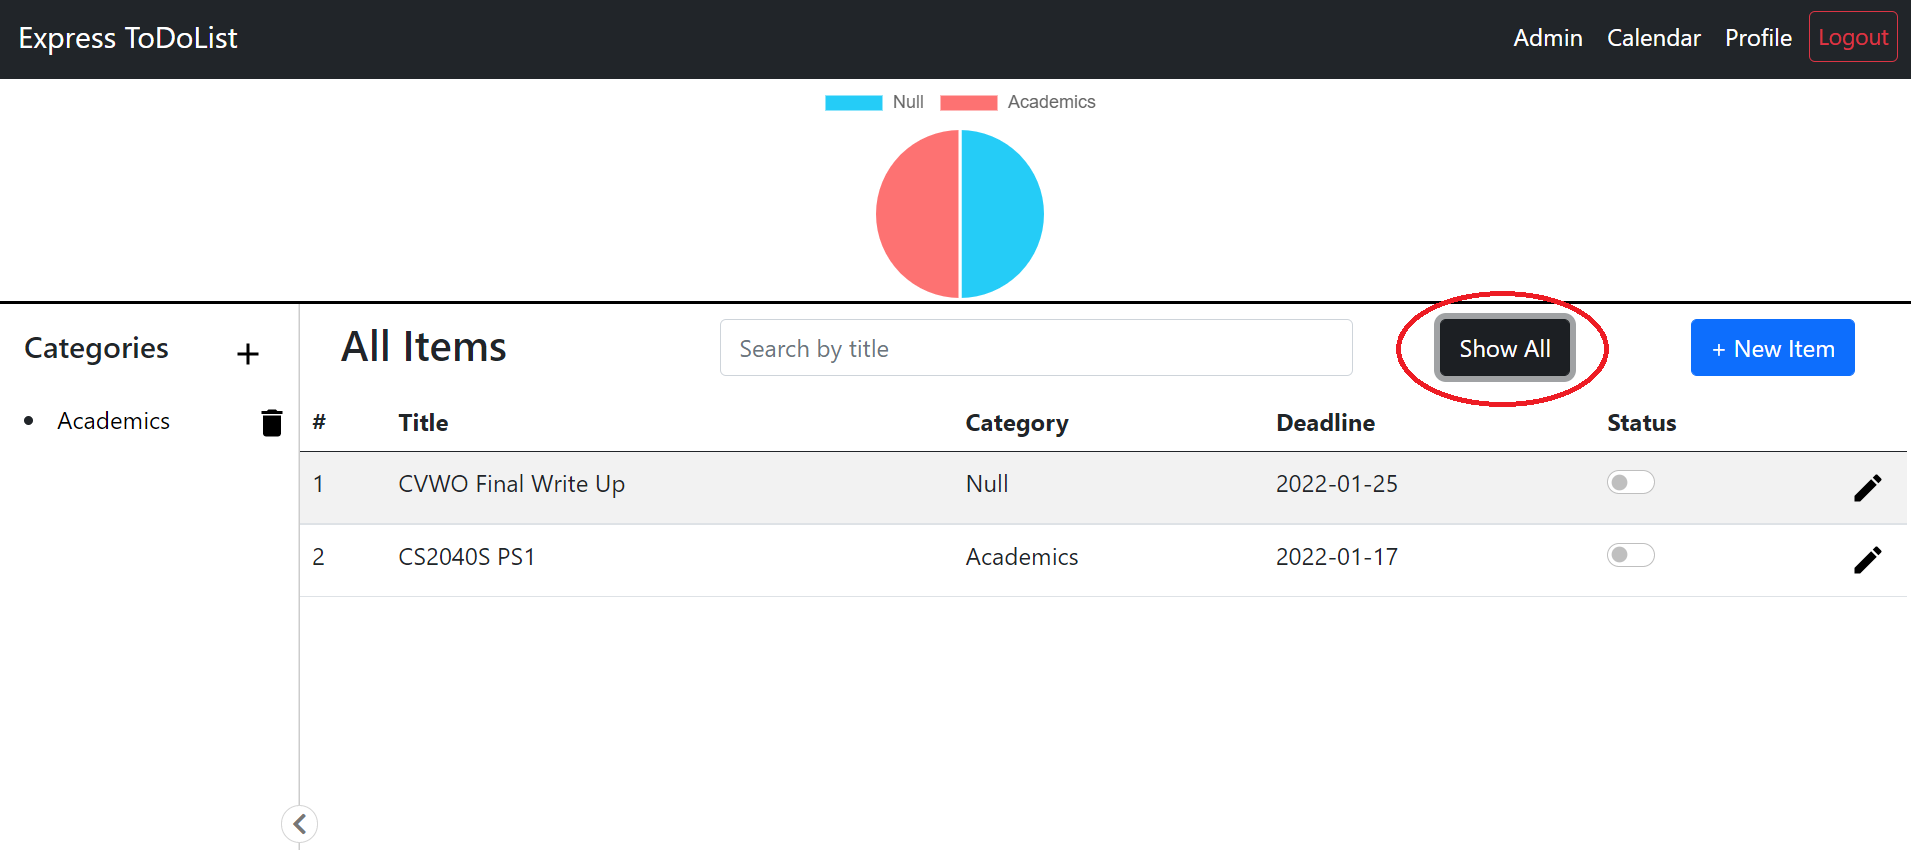 Express ToDoList Admin Calendar Profile Logout
Null Academics
Categories + All Items Search by title Show All + New Item
Academics # Title Category Deadline Status
1 CVWO Final Write Up Null 2022-01-25
2 CS2040S PS1 Academics 2022-01-17